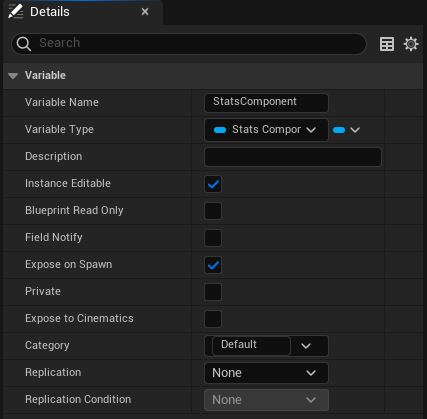 Details
Search
Variable
Variable Name StatsComponent
Variable Type Stats Compor
Description
Instance Editable
Blueprint Read Only
Field Notify
Expose on Spawn
Private
Expose to Cinematics
Category Default
Replication None
Replication Condition None